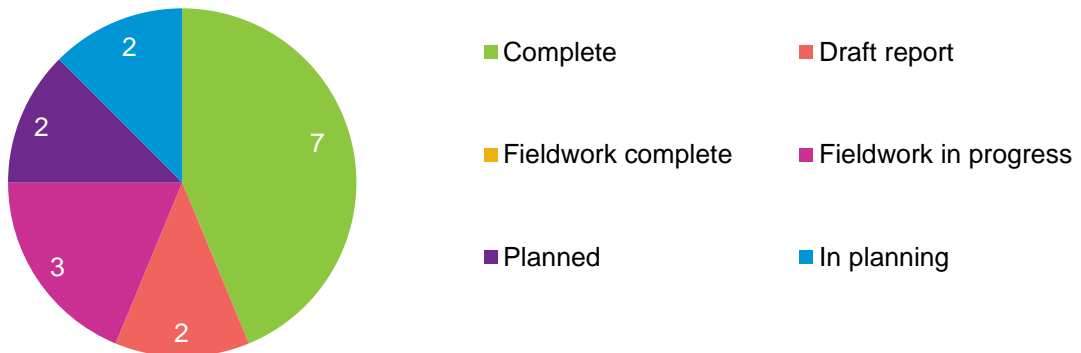 2
7
2
3
2
Complete
Draft report
Fieldwork complete
Fieldwork in progress
Planned
In planning